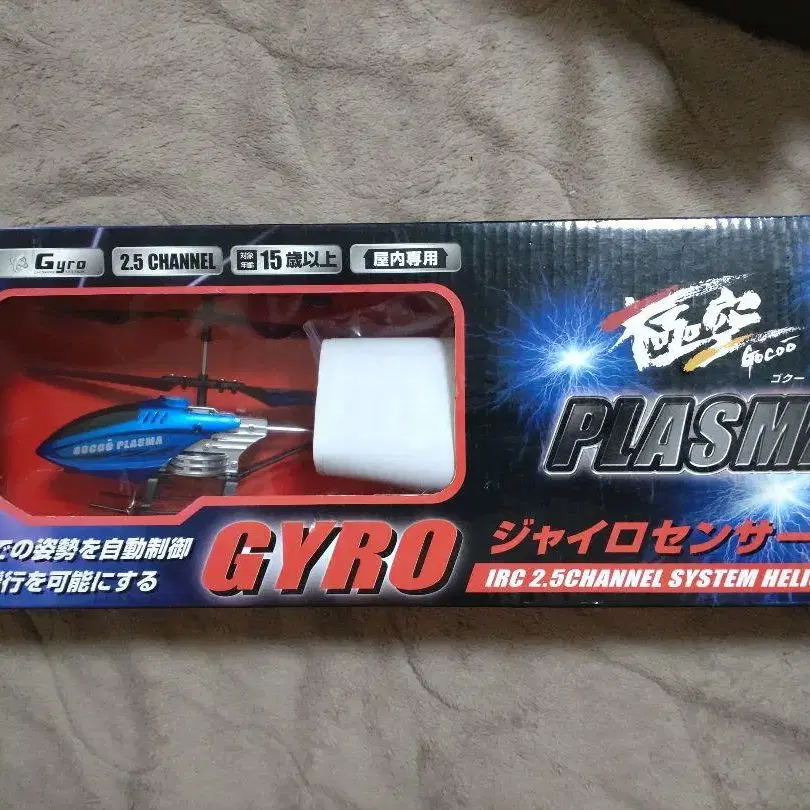 Gyro
2.5 CHANNEL
対象年齢 15歳以上
屋内専用
極空
GOCOO
ゴクー
PLASMA
GOCOO PLASMA
での姿勢を自動制御
行を可能にする
GYRO
ジャイロセンサー
IRC 2.5CHANNEL SYSTEM HELI